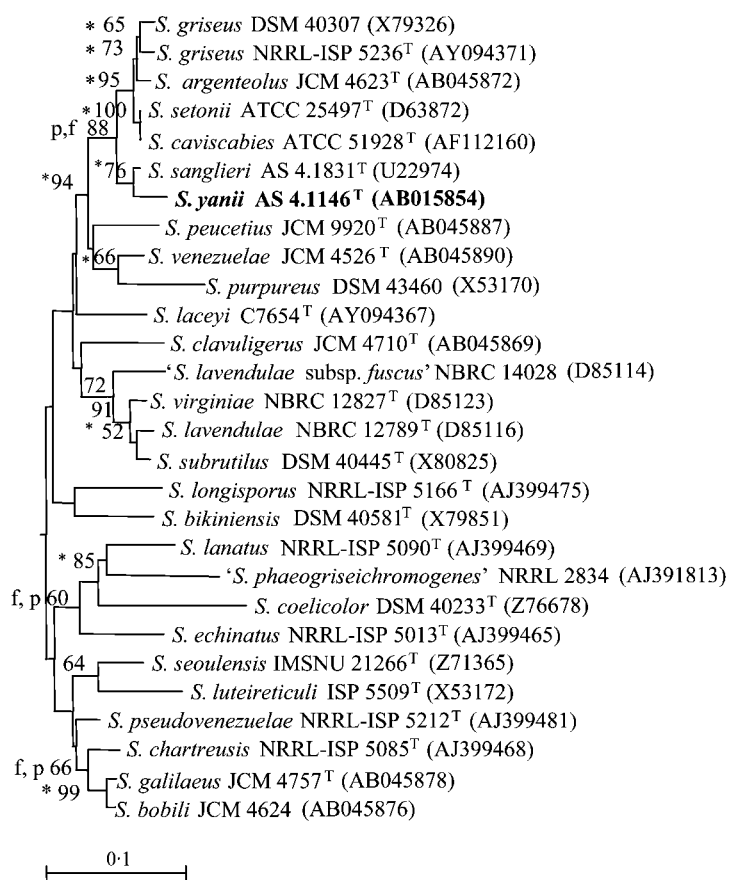 * 65 S. griseus DSM 40307 (X79326)
* 73 S. griseus NRRL-ISP 5236ᵀ (AY094371)
*95 S. argenteolus JCM 4623ᵀ (AB045872)
*100 S. setonii ATCC 25497ᵀ (D63872)
p,f 88 S. caviscabies ATCC 51928ᵀ (AF112160)
*76 S. sanglieri AS 4.1831ᵀ (U22974)
*94 S. yanii AS 4.1146ᵀ (AB015854)
S. peucetius JCM 9920ᵀ (AB045887)
*66 S. venezuelae JCM 4526ᵀ (AB045890)
S. purpureus DSM 43460 (X53170)
S. laceyi C7654ᵀ (AY094367)
S. clavuligerus JCM 4710ᵀ (AB045869)
72 ‘S. lavendulae subsp. fuscus’ NBRC 14028 (D85114)
91 S. virginiae NBRC 12827ᵀ (D85123)
* 52 S. lavendulae NBRC 12789ᵀ (D85116)
S. subrutilus DSM 40445ᵀ (X80825)
S. longisporus NRRL-ISP 5166ᵀ (AJ399475)
S. bikiniensis DSM 40581ᵀ (X79851)
* 85 S. lanatus NRRL-ISP 5090ᵀ (AJ399469)
‘S. phaeogriseichromogenes’ NRRL 2834 (AJ391813)
f, p 60 S. coelicolor DSM 40233ᵀ (Z76678)
S. echinatus NRRL-ISP 5013ᵀ (AJ399465)
64 S. seoulensis IMSNU 21266ᵀ (Z71365)
S. luteireticuli ISP 5509ᵀ (X53172)
S. pseudovenezuelae NRRL-ISP 5212ᵀ (AJ399481)
S. chartreusis NRRL-ISP 5085ᵀ (AJ399468)
f, p 66 S. galilaeus JCM 4757ᵀ (AB045878)
* 99 S. bobili JCM 4624 (AB045876)
0·1